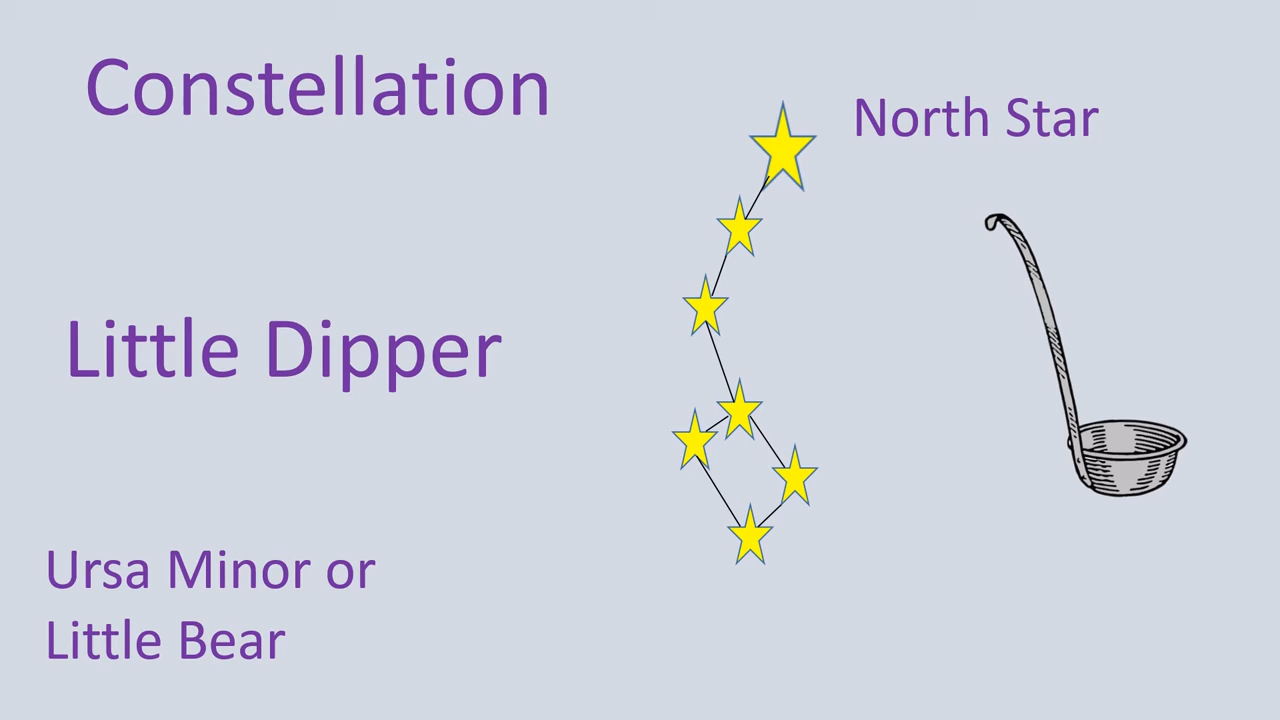 Constellation
North Star
Little Dipper
Ursa Minor or
Little Bear